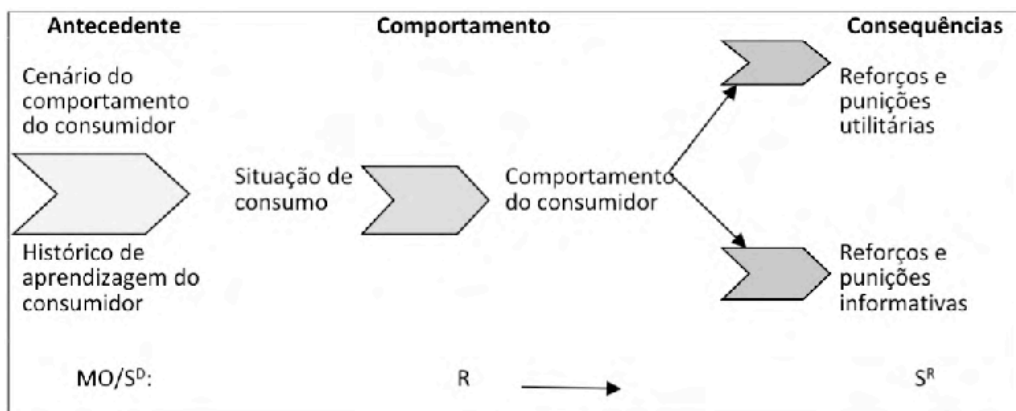 Antecedente
Comportamento
Consequências
Cenário do
comportamento
do consumidor
Histórico de
aprendizagem do
consumidor
Situação de
consumo
Comportamento
do consumidor
Reforços e
punições
utilitárias
Reforços e
punições
informativas
MO/Sᴰ:
R
Sᴿ